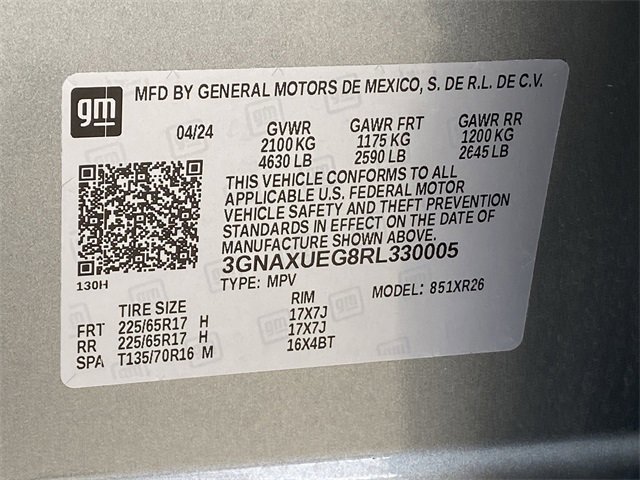 gm
MFD BY GENERAL MOTORS DE MEXICO, S. DE R.L. DE C.V.
04/24 GVWR GAWR FRT GAWR RR
2100 KG 1175 KG 1200 KG
4630 LB 2590 LB 2645 LB
THIS VEHICLE CONFORMS TO ALL
APPLICABLE U.S. FEDERAL MOTOR
VEHICLE SAFETY AND THEFT PREVENTION
STANDARDS IN EFFECT ON THE DATE OF
MANUFACTURE SHOWN ABOVE.
3GNAXUEG8RL330005
130H
TYPE: MPV MODEL: 851XR26
TIRE SIZE RIM
FRT 225/65R17 H 17X7J
RR 225/65R17 H 17X7J
SPA T135/70R16 M 16X4BT